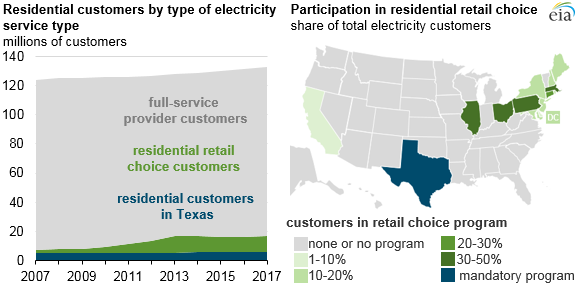 Residential customers by type of electricity
service type
millions of customers
140
120
100
80
60
40
20
0
2007
2009
2011
2013
2015
2017
full-service
provider customers
residential retail
choice customers
residential customers
in Texas
Participation in residential retail choice
share of total electricity customers
eia
DC
customers in retail choice program
none or no program
1-10%
10-20%
20-30%
30-50%
mandatory program